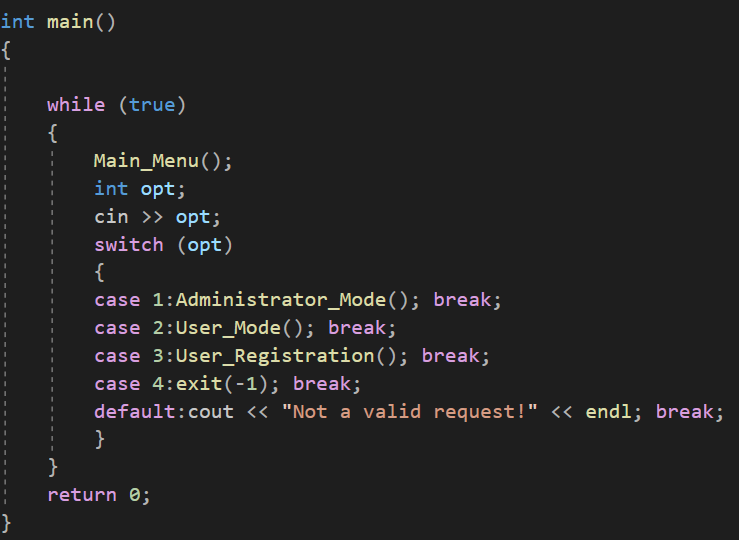 int main()
{
while (true)
{
Main_Menu();
int opt;
cin >> opt;
switch (opt)
{
case 1:Administrator_Mode(); break;
case 2:User_Mode(); break;
case 3:User_Registration(); break;
case 4:exit(-1); break;
default:cout << "Not a valid request!" << endl; break;
}
}
return 0;
}